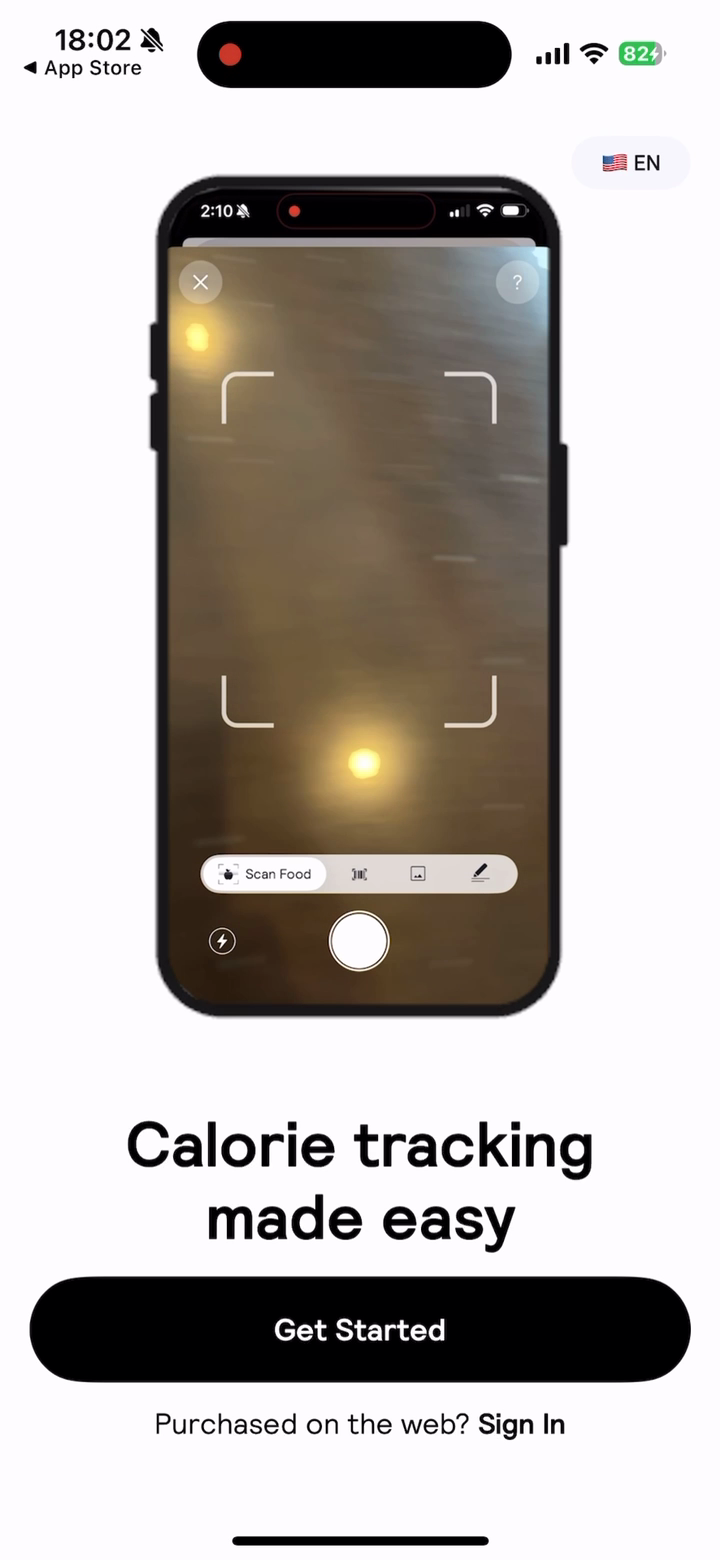 18:02
◀ App Store
82
🇺🇸 EN
2:10
?
Scan Food
Calorie tracking
made easy
Get Started
Purchased on the web? Sign In